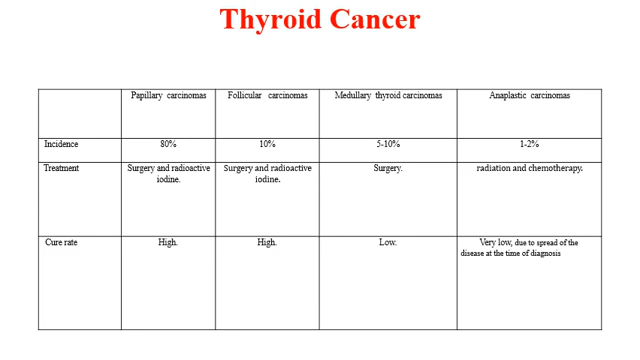 Thyroid Cancer
Papillary carcinomas
Follicular carcinomas
Medullary thyroid carcinomas
Anaplastic carcinomas
Incidence
80%
10%
5-10%
1-2%
Treatment
Surgery and radioactive
iodine.
Surgery and radioactive
iodine.
Surgery.
radiation and chemotherapy.
Cure rate
High.
High.
Low.
Very low, due to spread of the
disease at the time of diagnosis